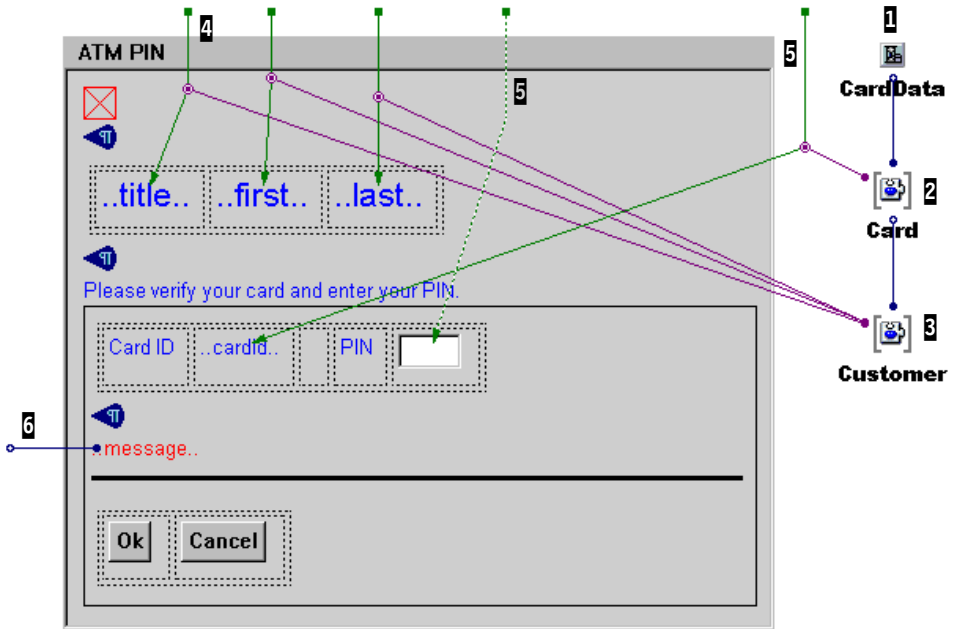 1
4
ATM PIN
5
5
CardData
..title.. ..first.. ..last..
2
Card
Please verify your card and enter your PIN.
3
Card ID ..cardid.. PIN
Customer
6
..message..
Ok Cancel